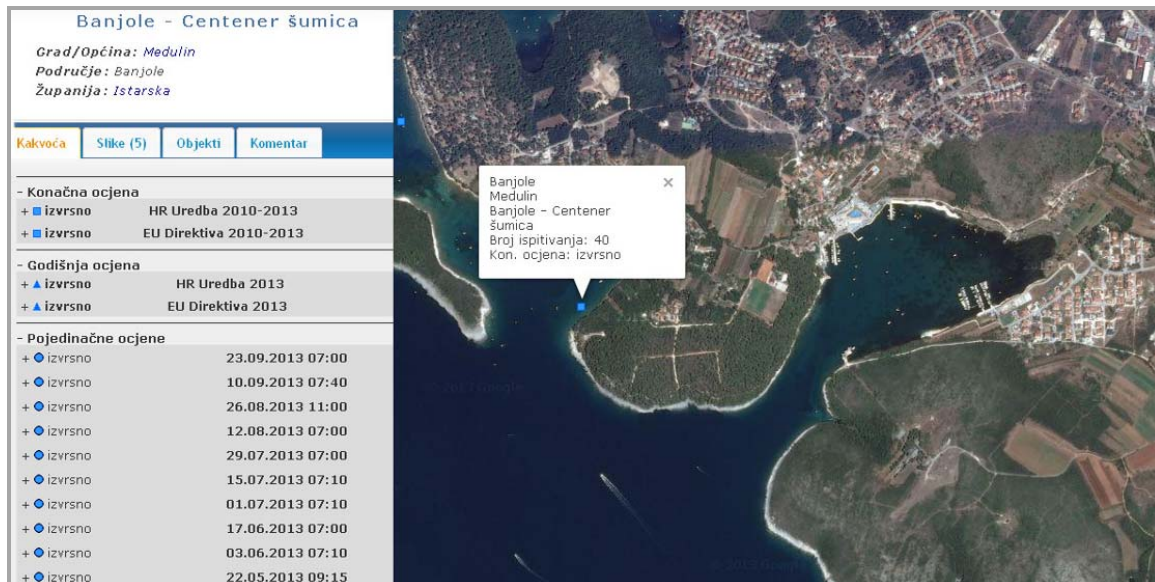 Banjole - Centener šumica
Grad/Općina: Medulin
Područje: Banjole
Županija: Istarska
Kakvoća Slike (5) Objekti Komentar
- Konačna ocjena
+ izvrsno HR Uredba 2010-2013
+ izvrsno EU Direktiva 2010-2013
- Godišnja ocjena
+ izvrsno HR Uredba 2013
+ izvrsno EU Direktiva 2013
- Pojedinačne ocjene
+ izvrsno 23.09.2013 07:00
+ izvrsno 10.09.2013 07:40
+ izvrsno 26.08.2013 11:00
+ izvrsno 12.08.2013 07:00
+ izvrsno 29.07.2013 07:00
+ izvrsno 15.07.2013 07:10
+ izvrsno 01.07.2013 07:10
+ izvrsno 17.06.2013 07:00
+ izvrsno 03.06.2013 07:10
+ izvrsno 22.05.2013 09:15
Banjole
Medulin
Banjole - Centener
šumica
Broj ispitivanja: 40
Kon. ocjena: izvrsno
© 2013 Google
© 2013 Google